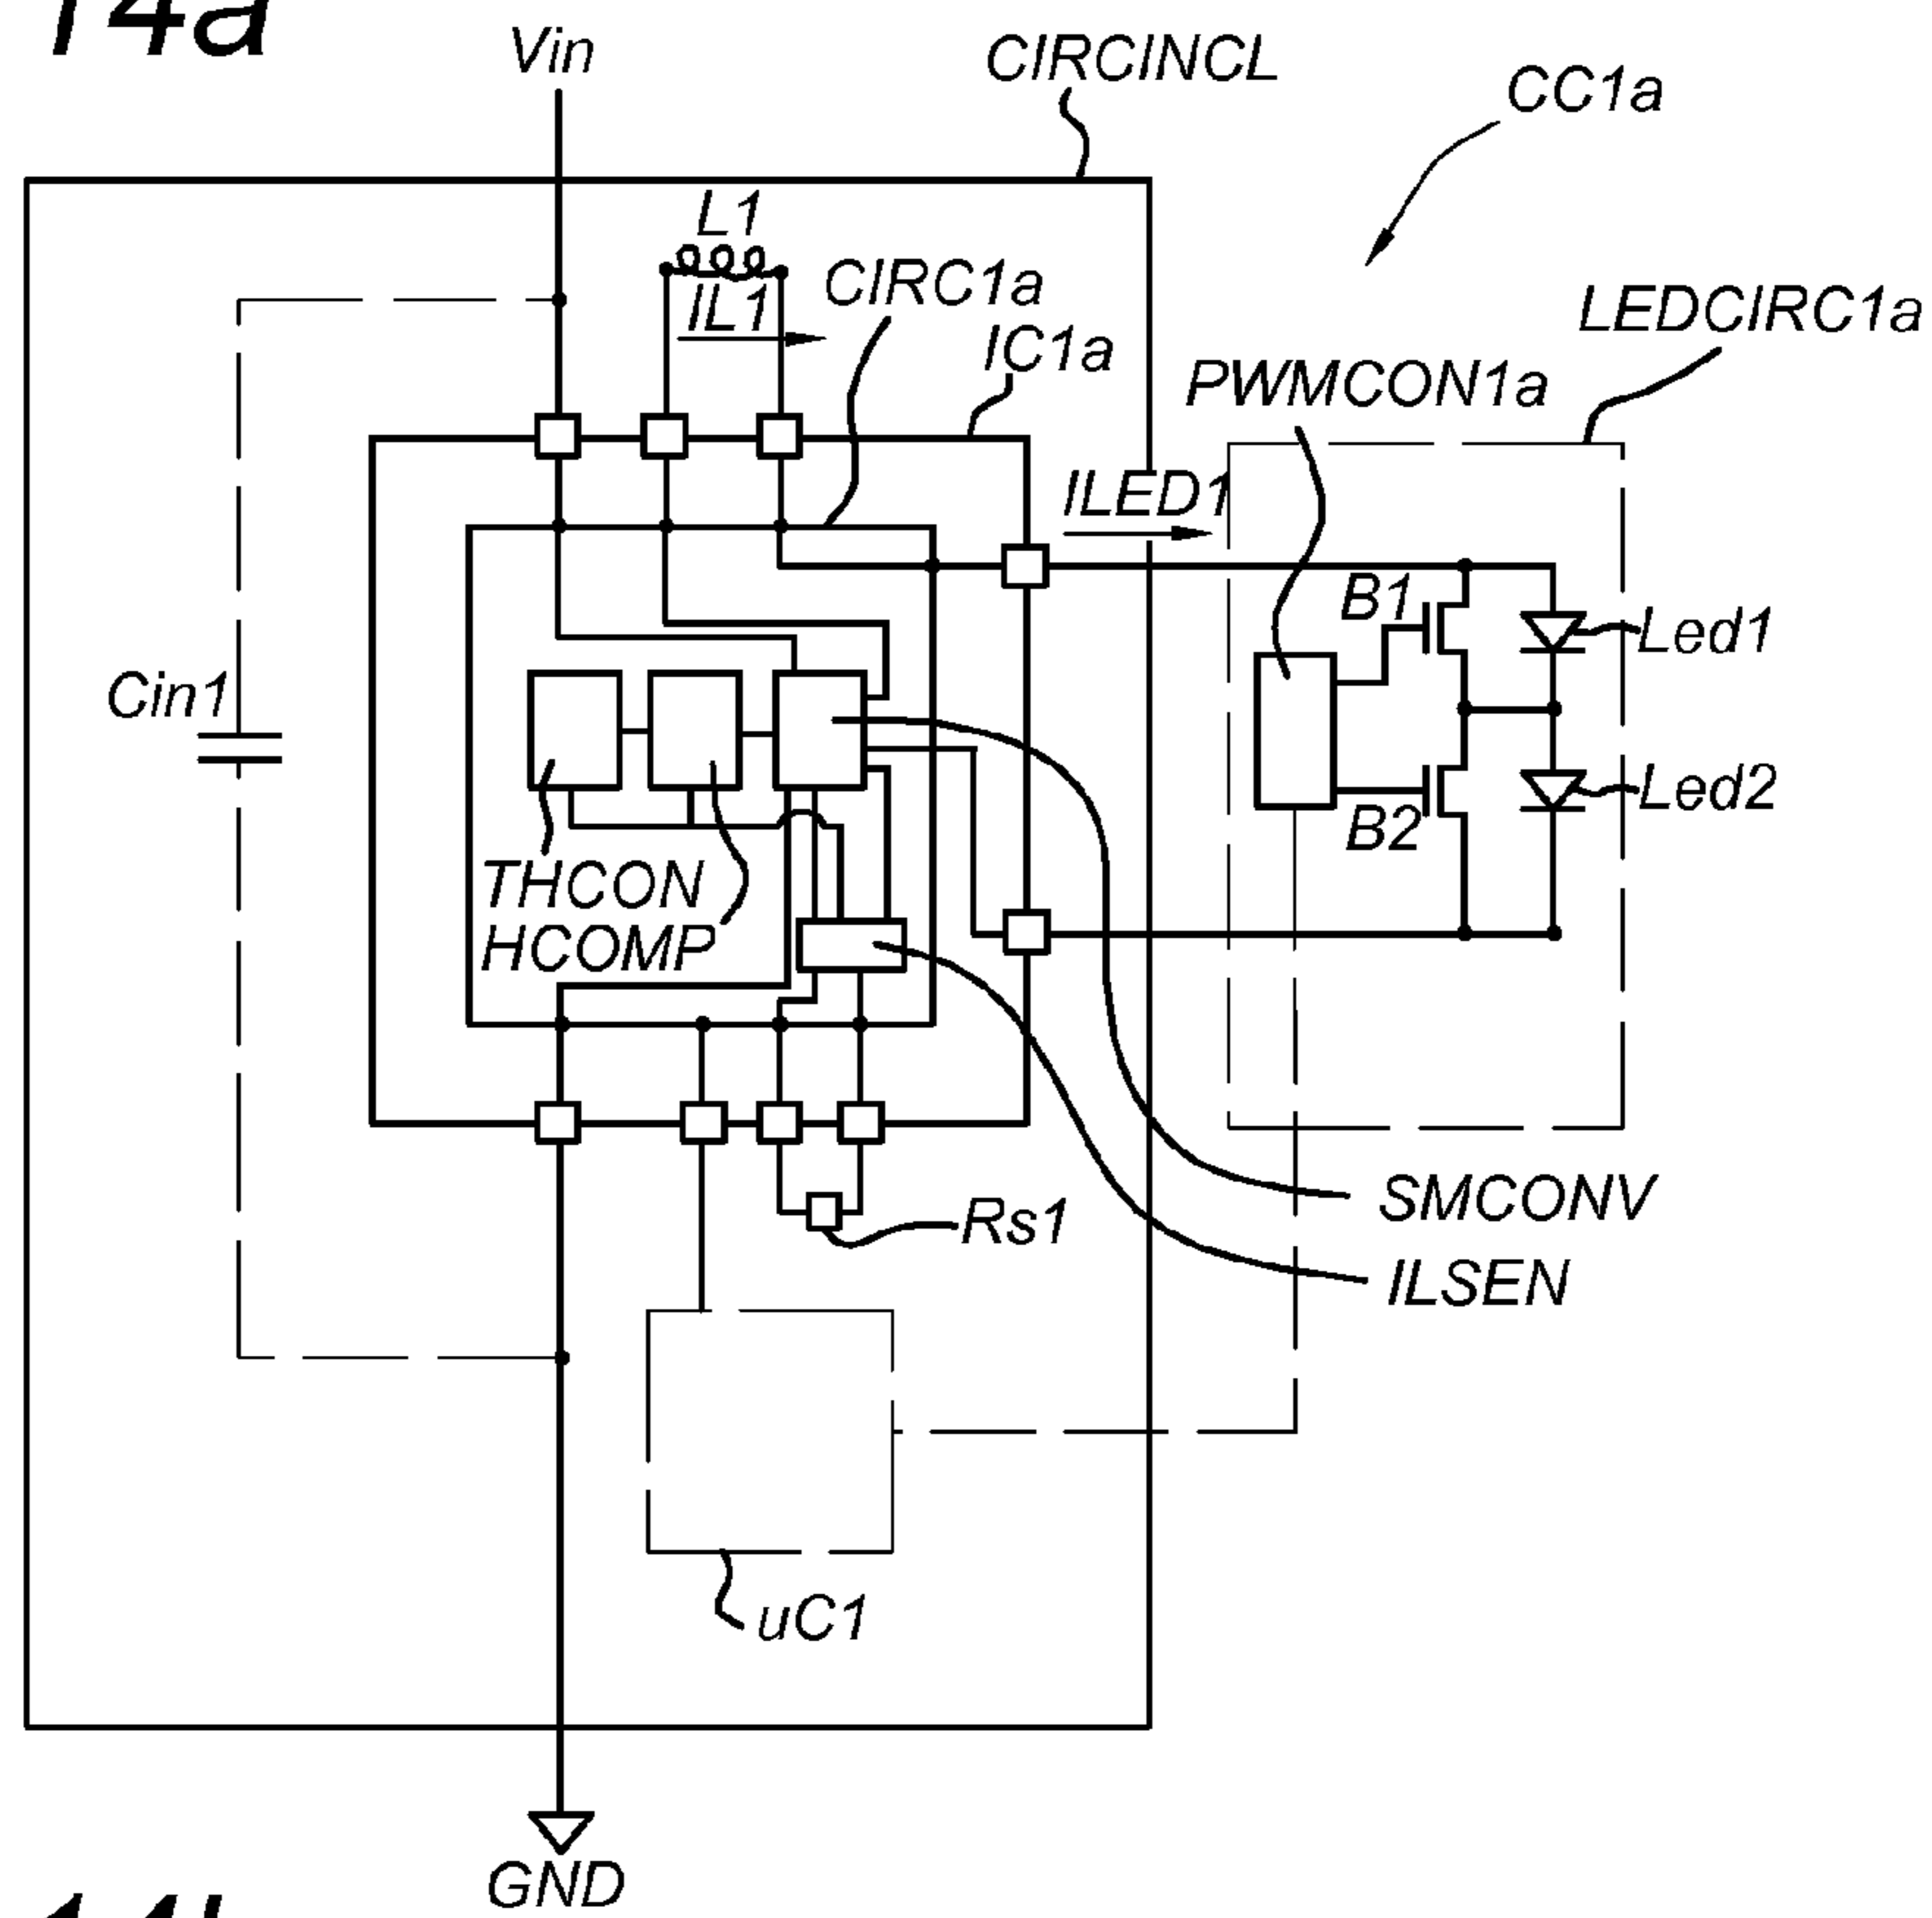 14a
Vin
CIRCINCL
CC1a
L1
CIRC1a
IL1
IC1a
LEDCIRC1a
PWMCON1a
ILED1
B1
Led1
Cin1
Led2
B2
THCON
HCOMP
SMCONV
Rs1
ILSEN
uC1
GND